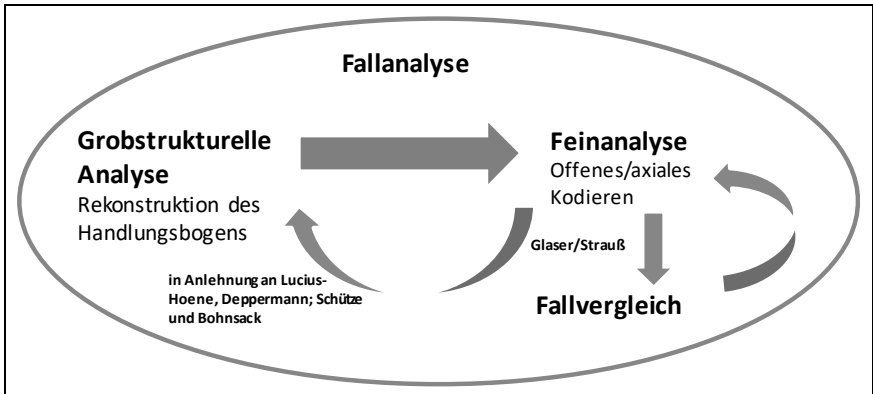 Fallanalyse
Grobstrukturelle
Analyse
Rekonstruktion des
Handlungsbogens
in Anlehnung an Lucius-
Hoene, Deppermann; Schütze
und Bohnsack
Feinanalyse
Offenes/axiales
Kodieren
Glaser/Strauß
Fallvergleich